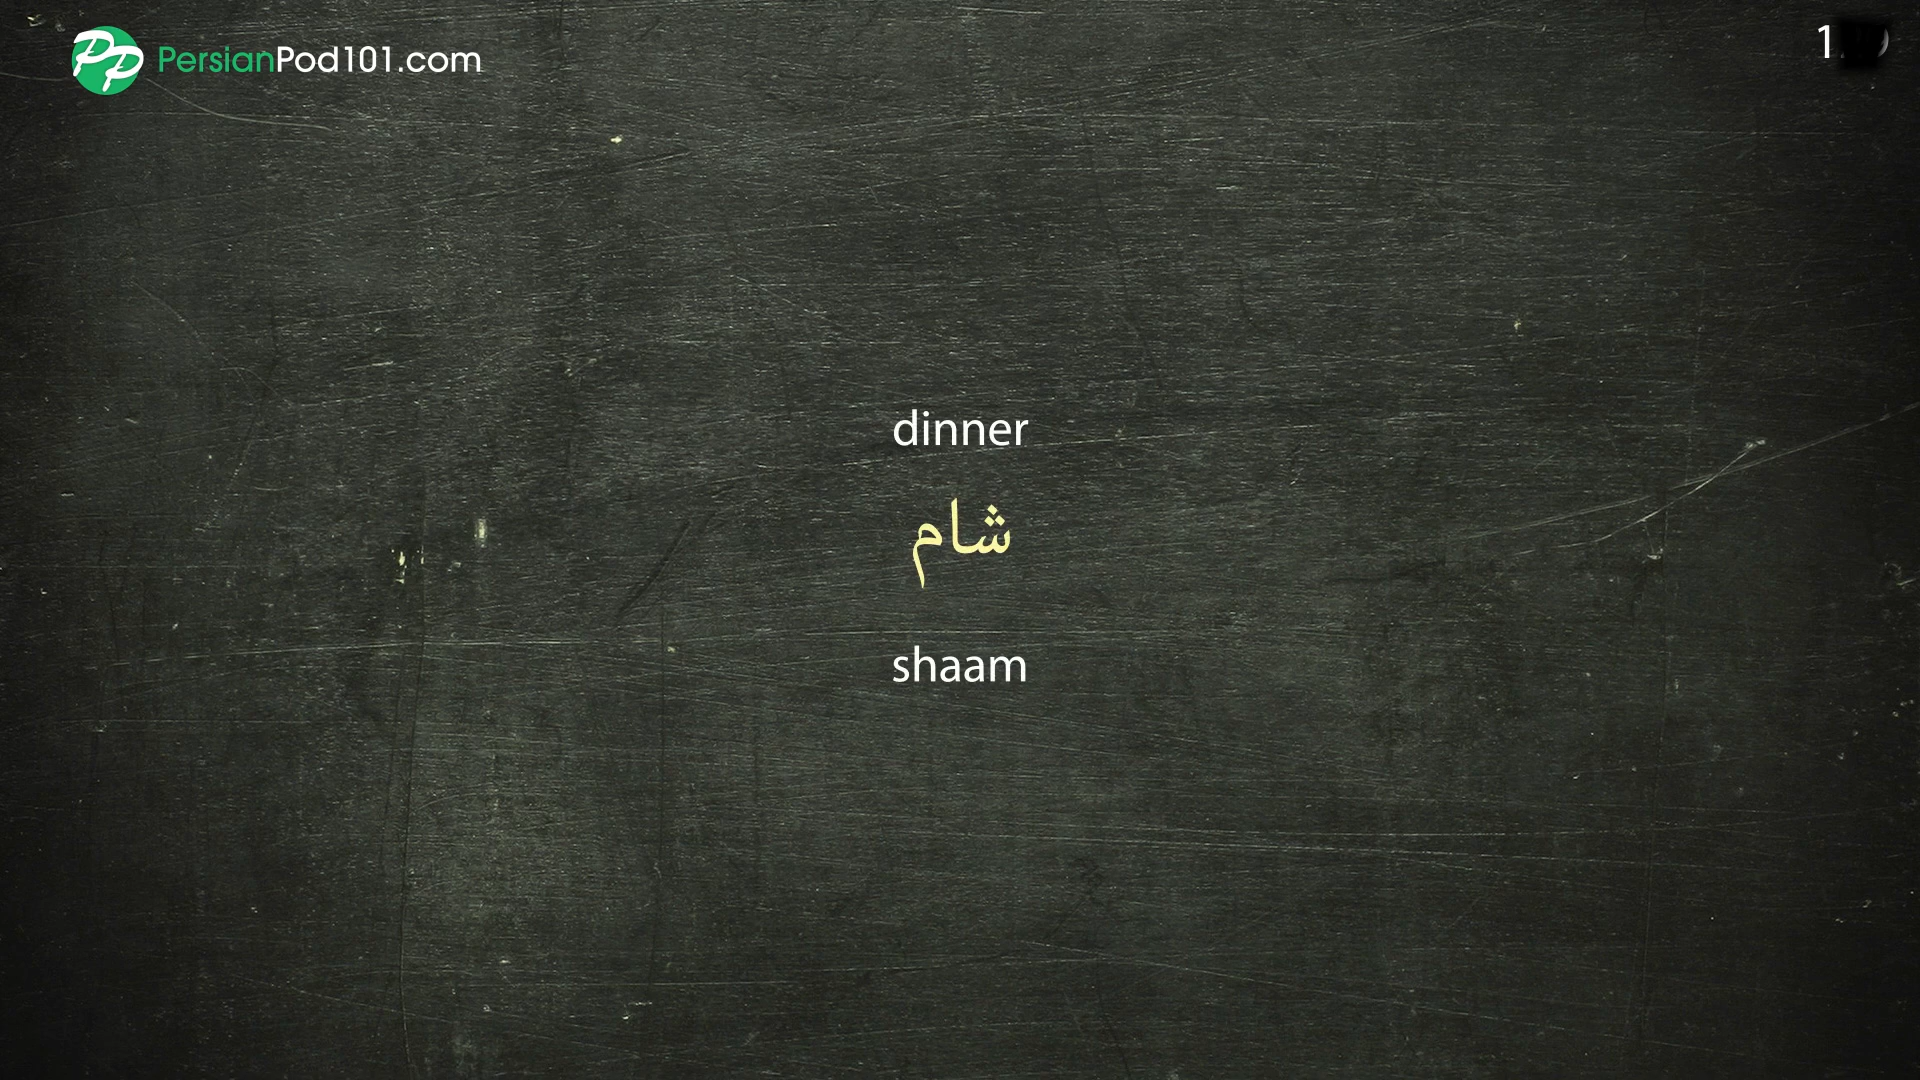 PersianPod101.com
dinner
شام
shaam